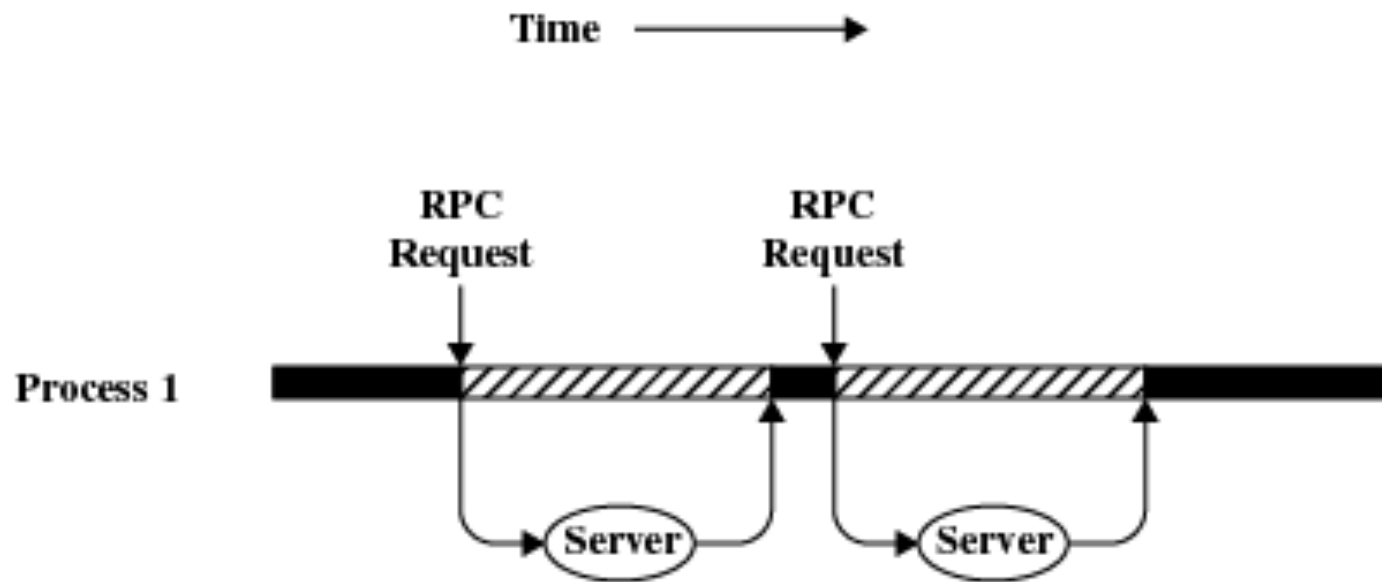 Time
RPC
Request
RPC
Request
Process 1
Server
Server